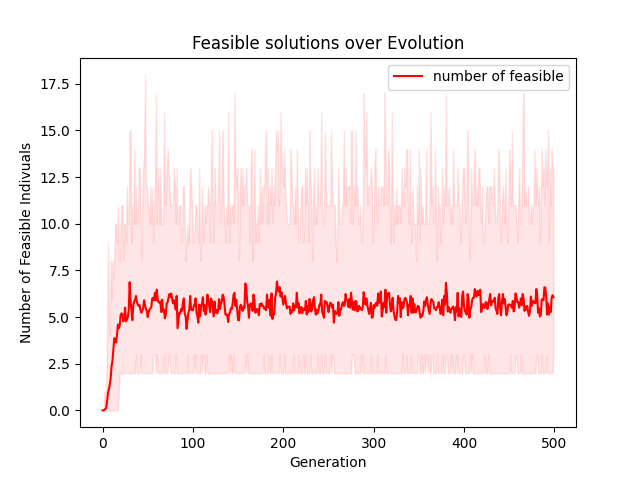 Feasible solutions over Evolution
number of feasible
Number of Feasible Indivuals
17.5
15.0
12.5
10.0
7.5
5.0
2.5
0.0
0 100 200 300 400 500
Generation